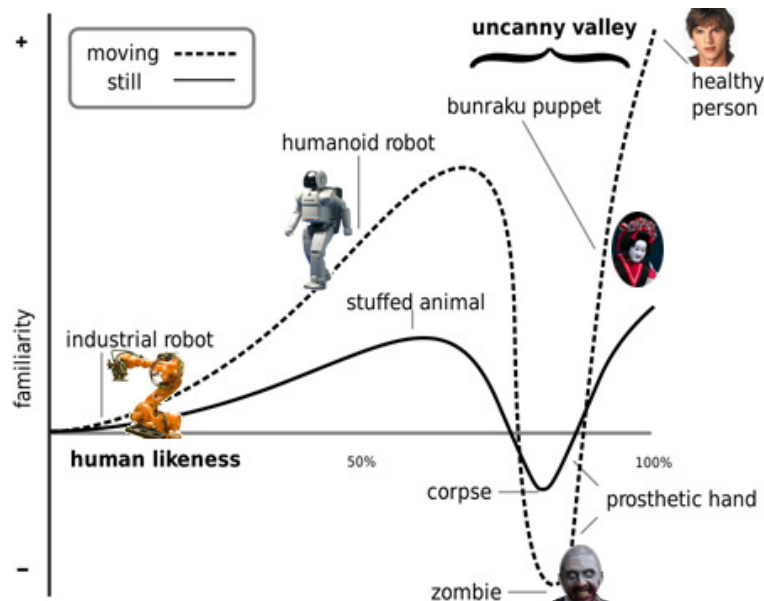 +
moving
still
uncanny valley
healthy
person
bunraku puppet
humanoid robot
stuffed animal
industrial robot
familiarity
human likeness
50%
100%
corpse
prosthetic hand
−
zombie